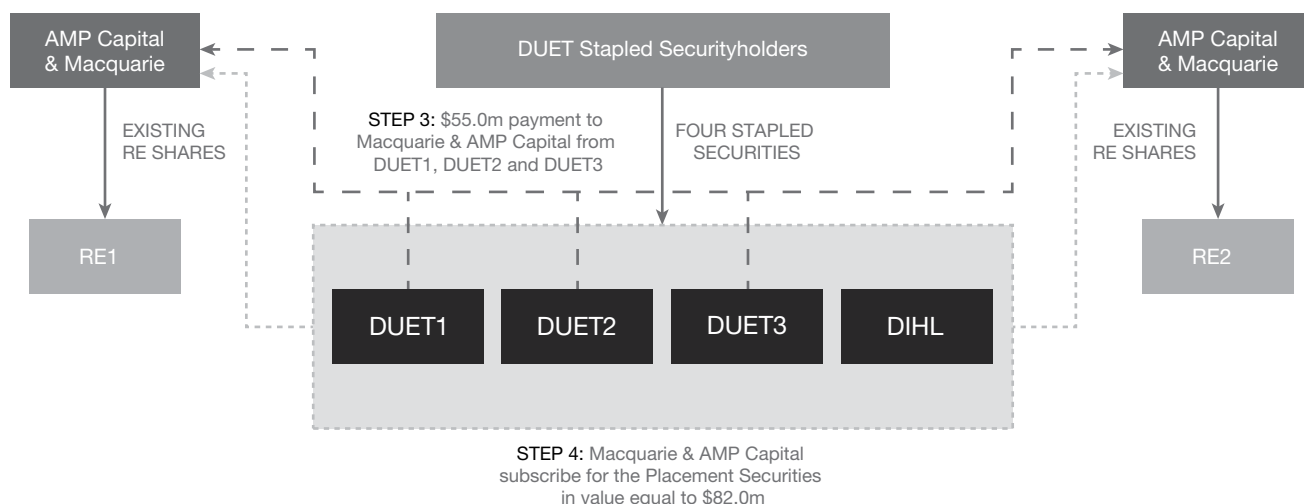 AMP Capital
& Macquarie
DUET Stapled Securityholders
AMP Capital
& Macquarie
STEP 3: $55.0m payment to
Macquarie & AMP Capital from
DUET1, DUET2 and DUET3
EXISTING
RE SHARES
FOUR STAPLED
SECURITIES
EXISTING
RE SHARES
RE1
RE2
DUET1
DUET2
DUET3
DIHL
STEP 4: Macquarie & AMP Capital
subscribe for the Placement Securities
in value equal to $82.0m